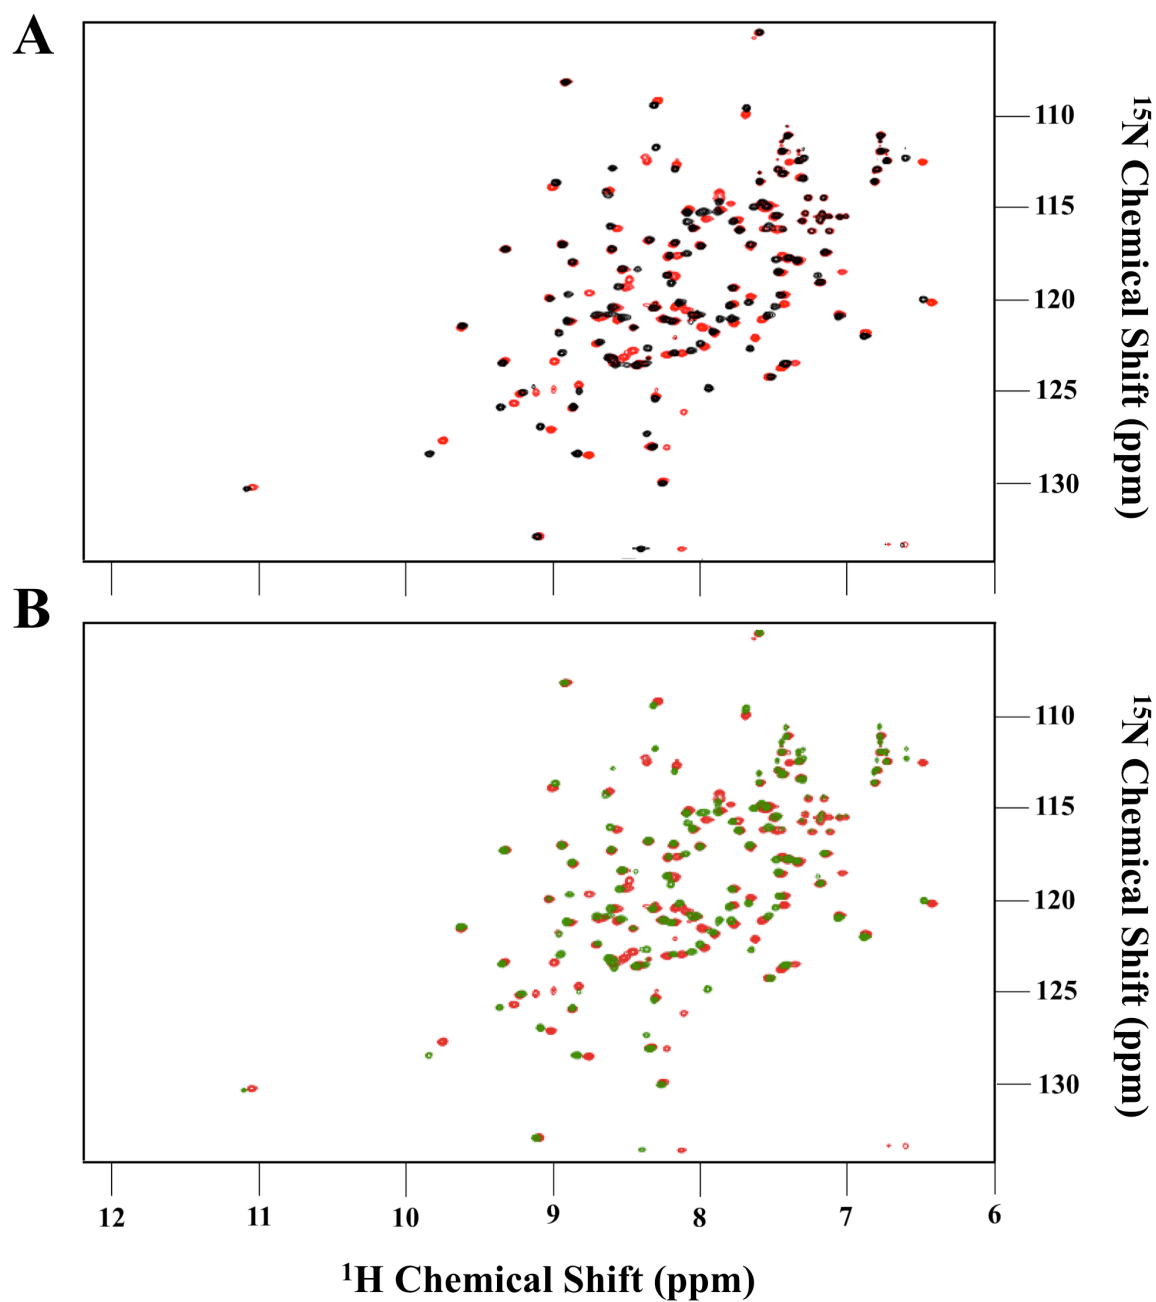 A
110
115
120
125
130
¹⁵N Chemical Shift (ppm)
B
110
115
120
125
130
¹⁵N Chemical Shift (ppm)
12 11 10 9 8 7 6
¹H Chemical Shift (ppm)